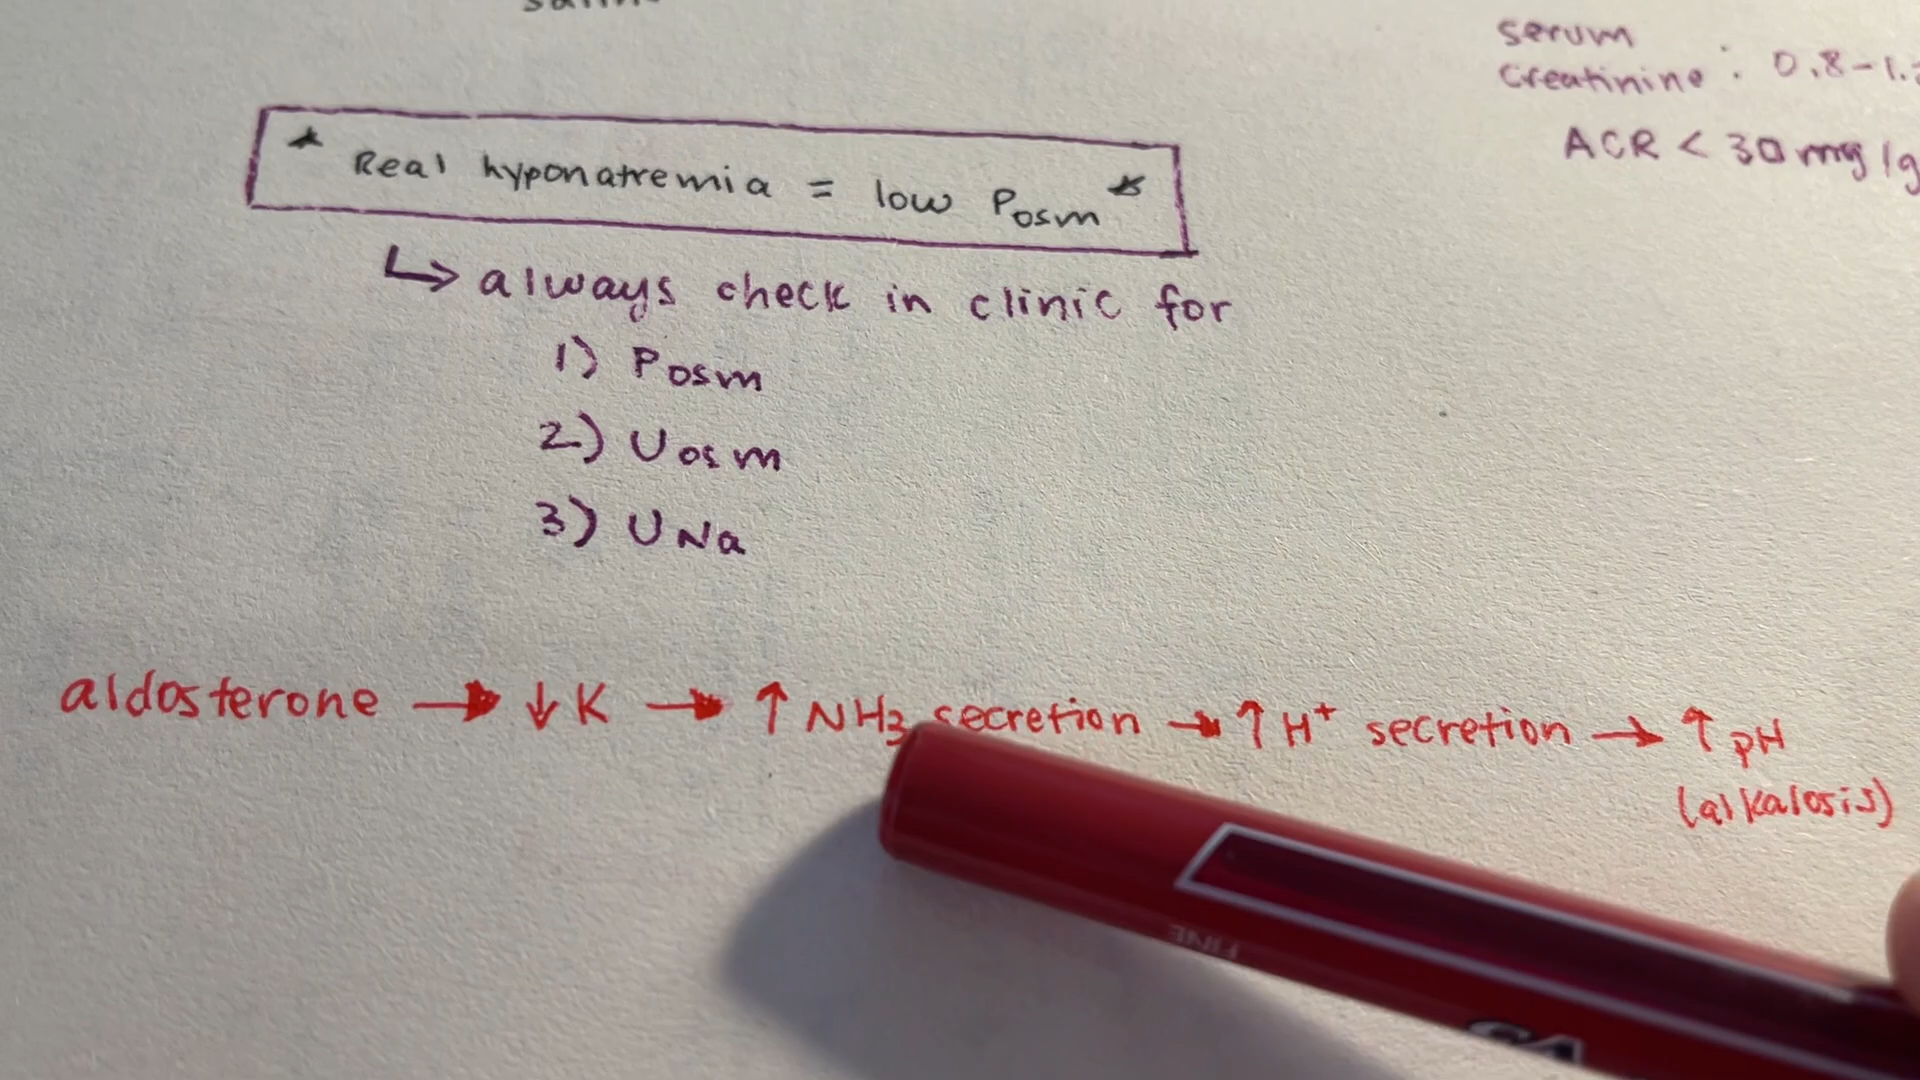 serum
creatinine : 0.8-1.
ACR < 30 mg/g
* Real hyponatremia = low Posm *
↳ always check in clinic for
1) Posm
2) Uosm
3) UNa
aldosterone → ↓ K → ↑ NH3 secretion → ↑ H+ secretion → ↑ pH
(alkalosis)
FINE